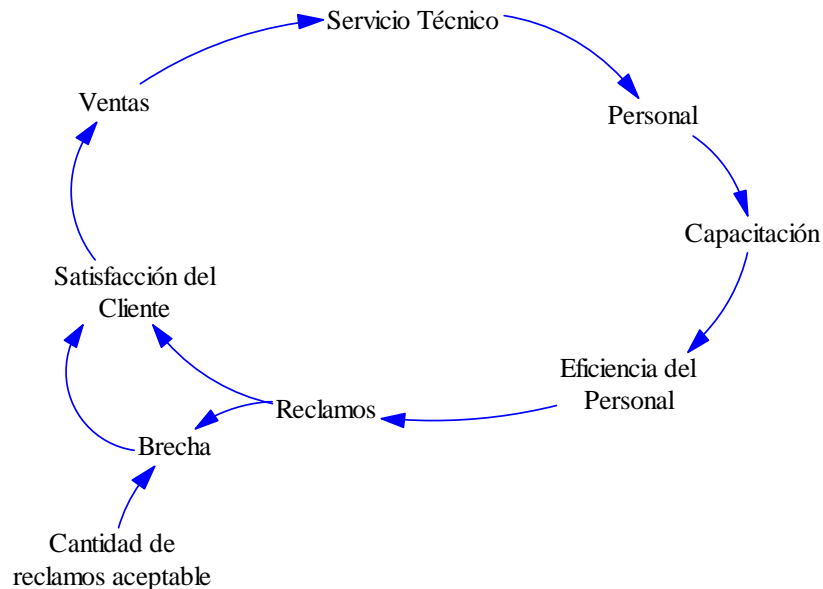 Servicio Técnico
Ventas
Personal
Capacitación
Satisfacción del
Cliente
Eficiencia del
Personal
Reclamos
Brecha
Cantidad de
reclamos aceptable